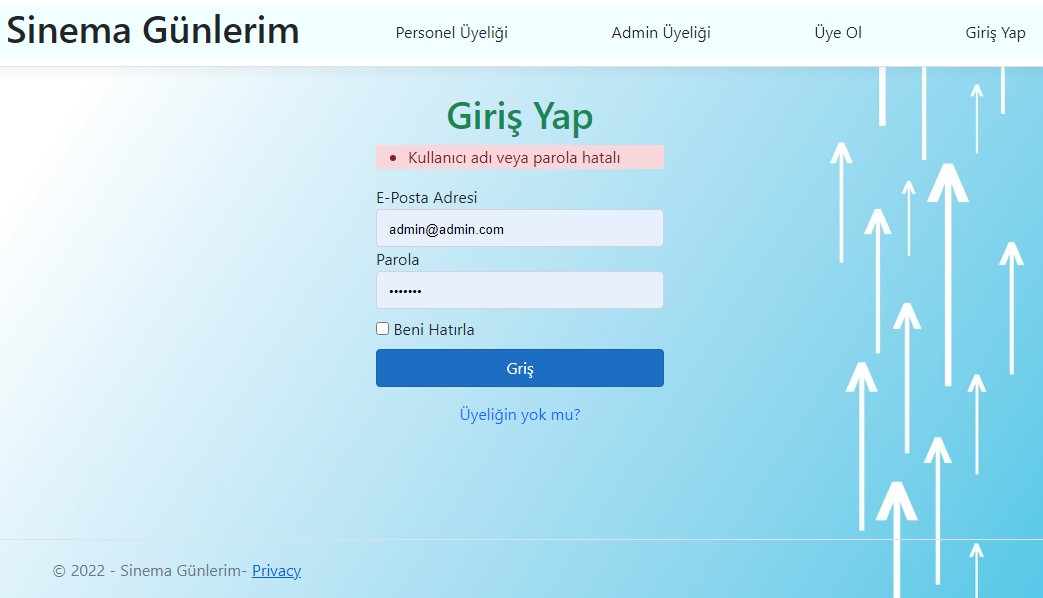 Sinema Günlerim
Personel Üyeliği
Admin Üyeliği
Üye Ol
Giriş Yap
Giriş Yap
Kullanıcı adı veya parola hatalı
E-Posta Adresi
admin@admin.com
Parola
•••••••
Beni Hatırla
Griş
Üyeliğin yok mu?
© 2022 - Sinema Günlerim- Privacy